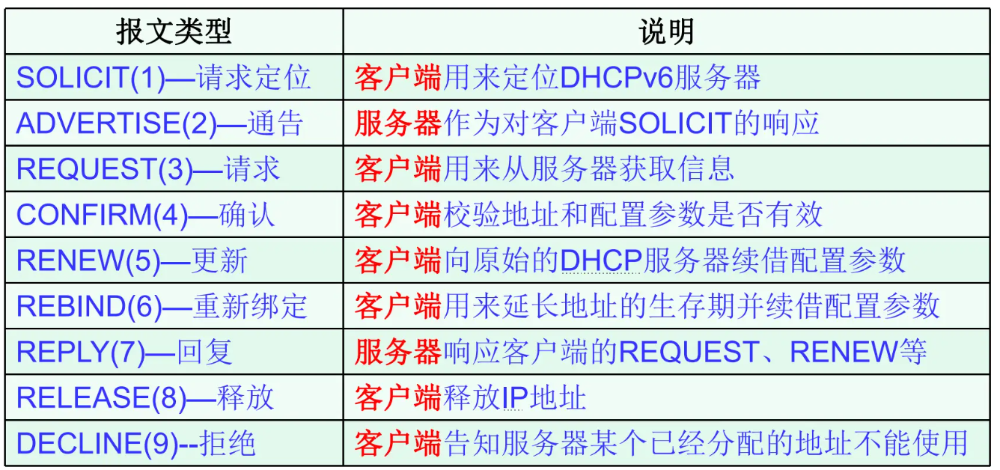 报文类型 说明
SOLICIT(1)—请求定位 客户端用来定位DHCPv6服务器
ADVERTISE(2)—通告 服务器作为对客户端SOLICIT的响应
REQUEST(3)—请求 客户端用来从服务器获取信息
CONFIRM(4)—确认 客户端校验地址和配置参数是否有效
RENEW(5)—更新 客户端向原始的DHCP服务器续借配置参数
REBIND(6)—重新绑定 客户端用来延长地址的生存期并续借配置参数
REPLY(7)—回复 服务器响应客户端的REQUEST、RENEW等
RELEASE(8)—释放 客户端释放IP地址
DECLINE(9)--拒绝 客户端告知服务器某个已经分配的地址不能使用